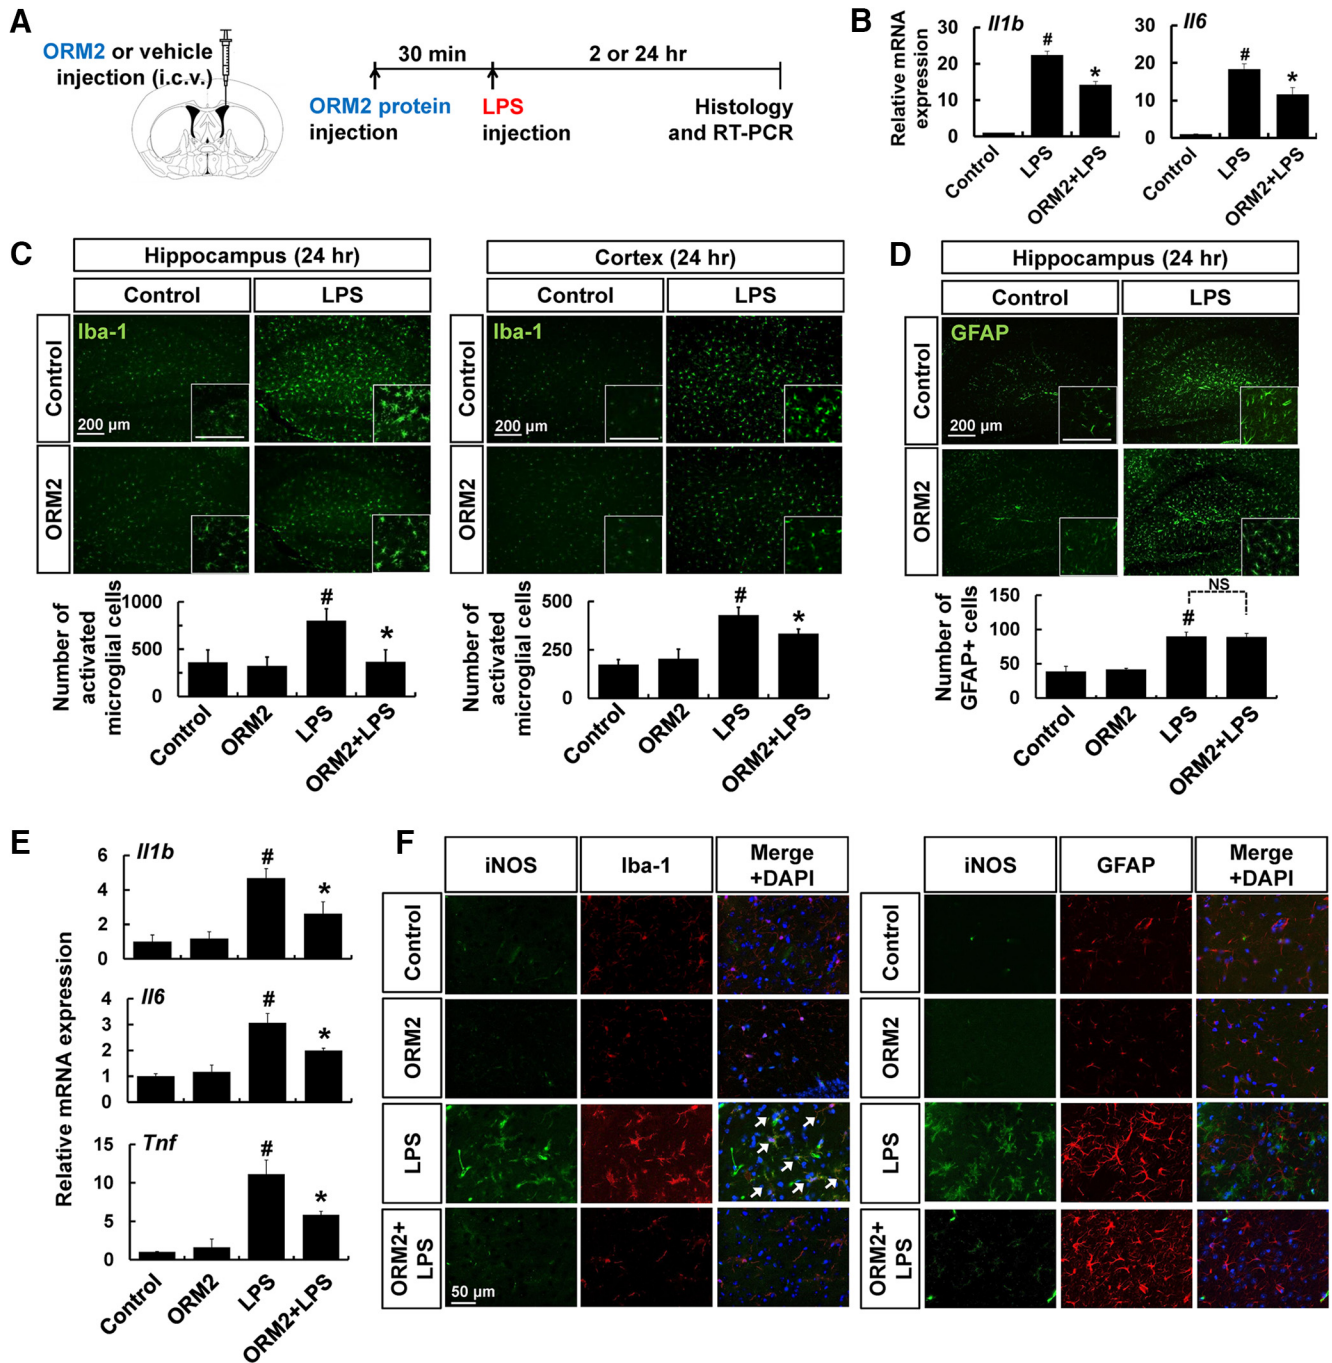 A
ORM2 or vehicle
injection (i.c.v.)
30 min
2 or 24 hr
ORM2 protein
injection
LPS
injection
Histology
and RT-PCR
B
Relative mRNA
expression
Il1b
30
20
10
0
#
*
Control
LPS
ORM2+LPS
Il6
30
20
10
0
#
*
Control
LPS
ORM2+LPS
C
Hippocampus (24 hr)
Control
LPS
Control
ORM2
Iba-1
200 µm
Number of
activated
microglial cells
1000
500
0
#
*
Control
ORM2
LPS
ORM2+LPS
Cortex (24 hr)
Control
LPS
Control
ORM2
Iba-1
200 µm
Number of
activated
microglial cells
500
250
0
#
*
Control
ORM2
LPS
ORM2+LPS
D
Hippocampus (24 hr)
Control
LPS
Control
ORM2
GFAP
200 µm
Number of
GFAP+ cells
150
100
50
0
#
NS
Control
ORM2
LPS
ORM2+LPS
E
Relative mRNA expression
Il1b
6
4
2
0
#
*
Il6
4
3
2
1
0
#
*
Tnf
15
10
5
0
#
*
Control
ORM2
LPS
ORM2+LPS
F
iNOS
Iba-1
Merge
+DAPI
Control
ORM2
LPS
ORM2+
LPS
50 µm
iNOS
GFAP
Merge
+DAPI
Control
ORM2
LPS
ORM2+
LPS